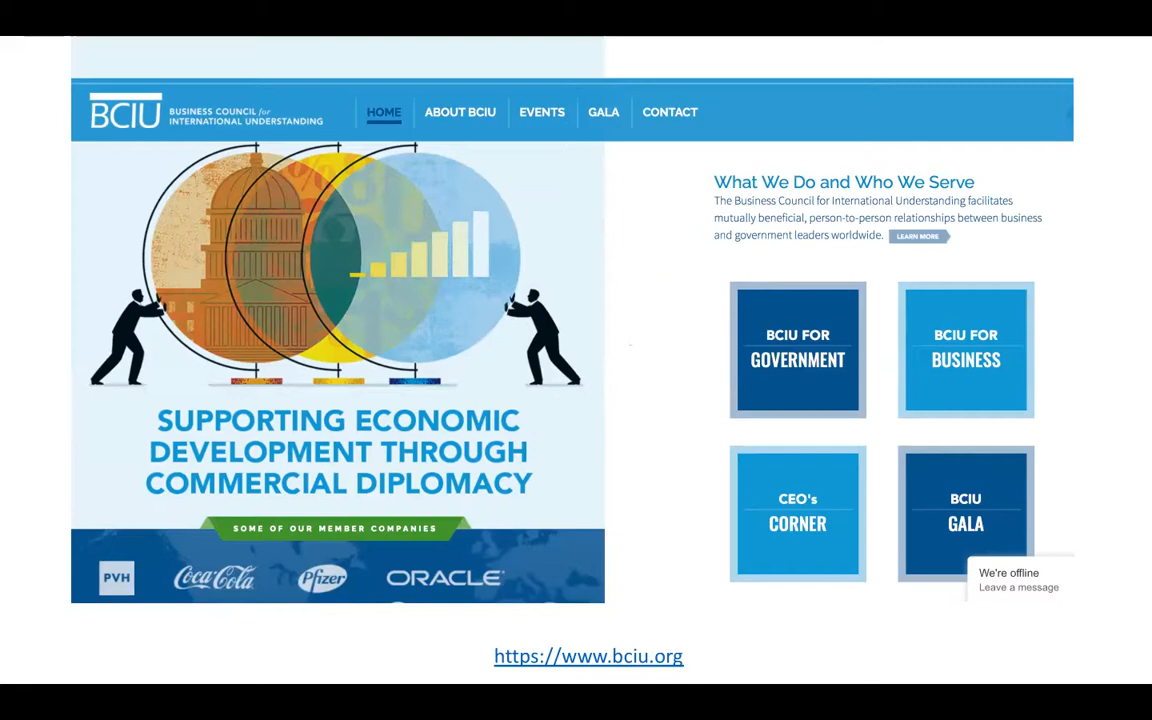 BCIU BUSINESS COUNCIL for
INTERNATIONAL UNDERSTANDING
HOME ABOUT BCIU EVENTS GALA CONTACT
SUPPORTING ECONOMIC
DEVELOPMENT THROUGH
COMMERCIAL DIPLOMACY
SOME OF OUR MEMBER COMPANIES
PVH Coca-Cola Pfizer ORACLE
What We Do and Who We Serve
The Business Council for International Understanding facilitates
mutually beneficial, person-to-person relationships between business
and government leaders worldwide. LEARN MORE
BCIU FOR
GOVERNMENT
BCIU FOR
BUSINESS
CEO's
CORNER
BCIU
GALA
We're offline
Leave a message
https://www.bciu.org